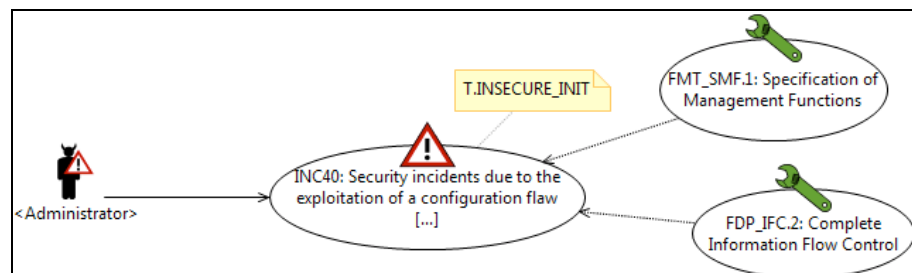 FMT_SMF.1: Specification of
Management Functions
T.INSECURE_INIT
INC40: Security incidents due to the
exploitation of a configuration flaw
[...]
<Administrator>
FDP_IFC.2: Complete
Information Flow Control